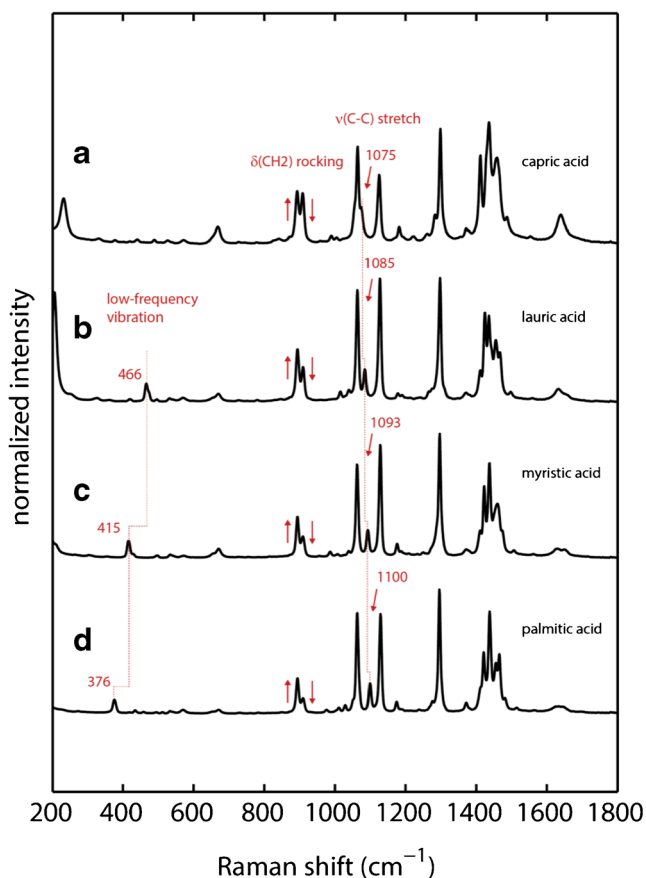 ν(C-C) stretch
a
δ(CH2) rocking
1075
capric acid
1085
low-frequency
vibration
b
lauric acid
466
1093
c
myristic acid
415
1100
d
palmitic acid
376
normalized intensity
200 400 600 800 1000 1200 1400 1600 1800
Raman shift (cm⁻¹)